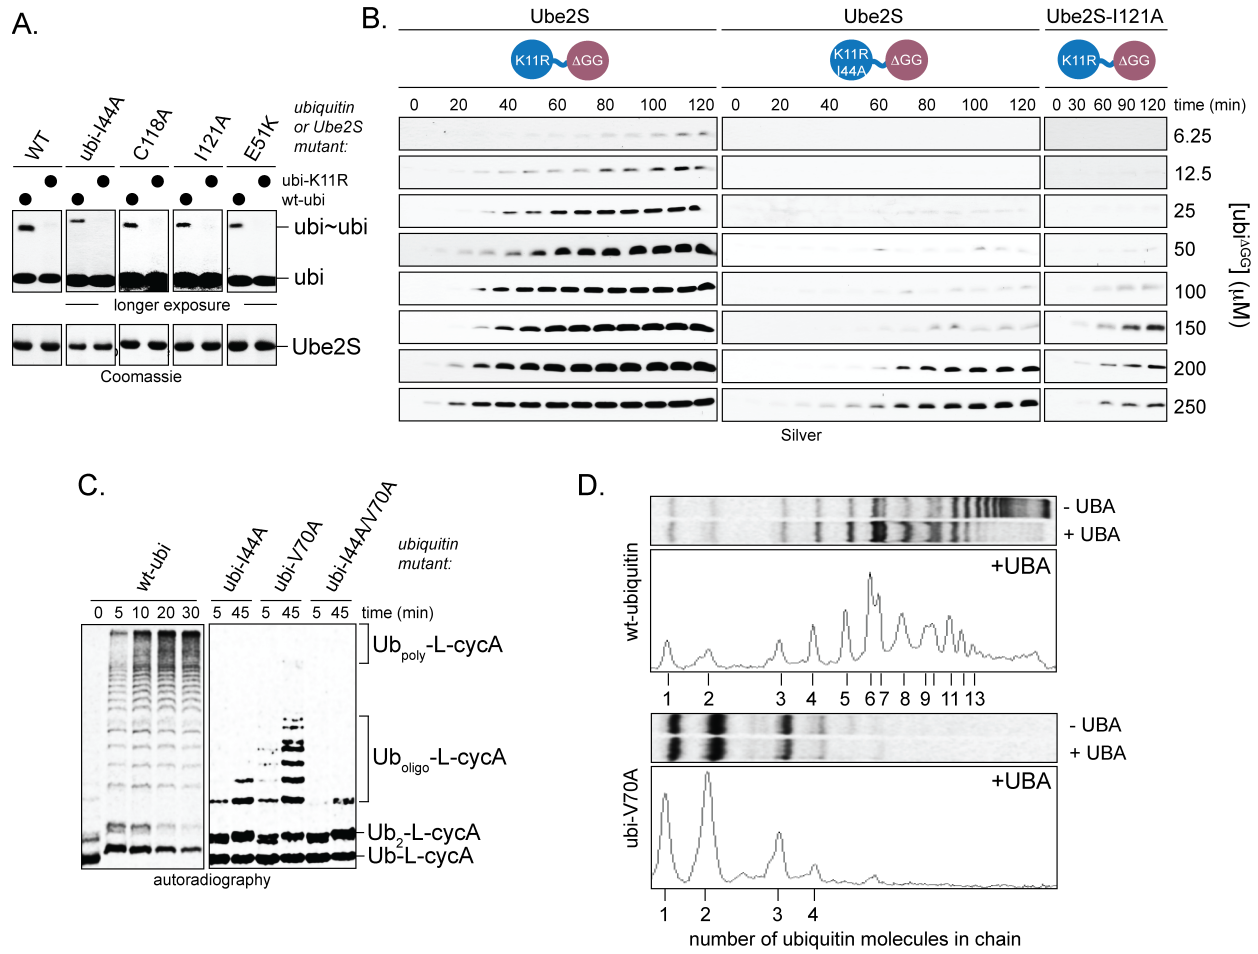 A.
WT
ubi-I44A
C118A
I121A
E51K
ubiquitin
or Ube2S
mutant:
ubi-K11R
wt-ubi
ubi~ubi
ubi
longer exposure
Ube2S
Coomassie
B.
Ube2S
Ube2S
Ube2S-I121A
K11R ΔGG
K11R
I44A ΔGG
K11R ΔGG
0 20 40 60 80 100 120
0 20 40 60 80 100 120
0 30 60 90 120
time (min)
6.25
12.5
25
50
100
150
200
250
[ubiΔGG] (μM)
Silver
C.
wt-ubi
ubi-I44A
ubi-V70A
ubi-I44A/V70A
ubiquitin
mutant:
0 5 10 20 30
5 45 5 45 5 45
time (min)
Ubpoly-L-cycA
Uboligo-L-cycA
Ub2-L-cycA
Ub-L-cycA
autoradiography
D.
wt-ubiquitin
- UBA
+ UBA
+UBA
1 2 3 4 5 6 7 8 9 11 13
ubi-V70A
- UBA
+ UBA
+UBA
1 2 3 4
number of ubiquitin molecules in chain